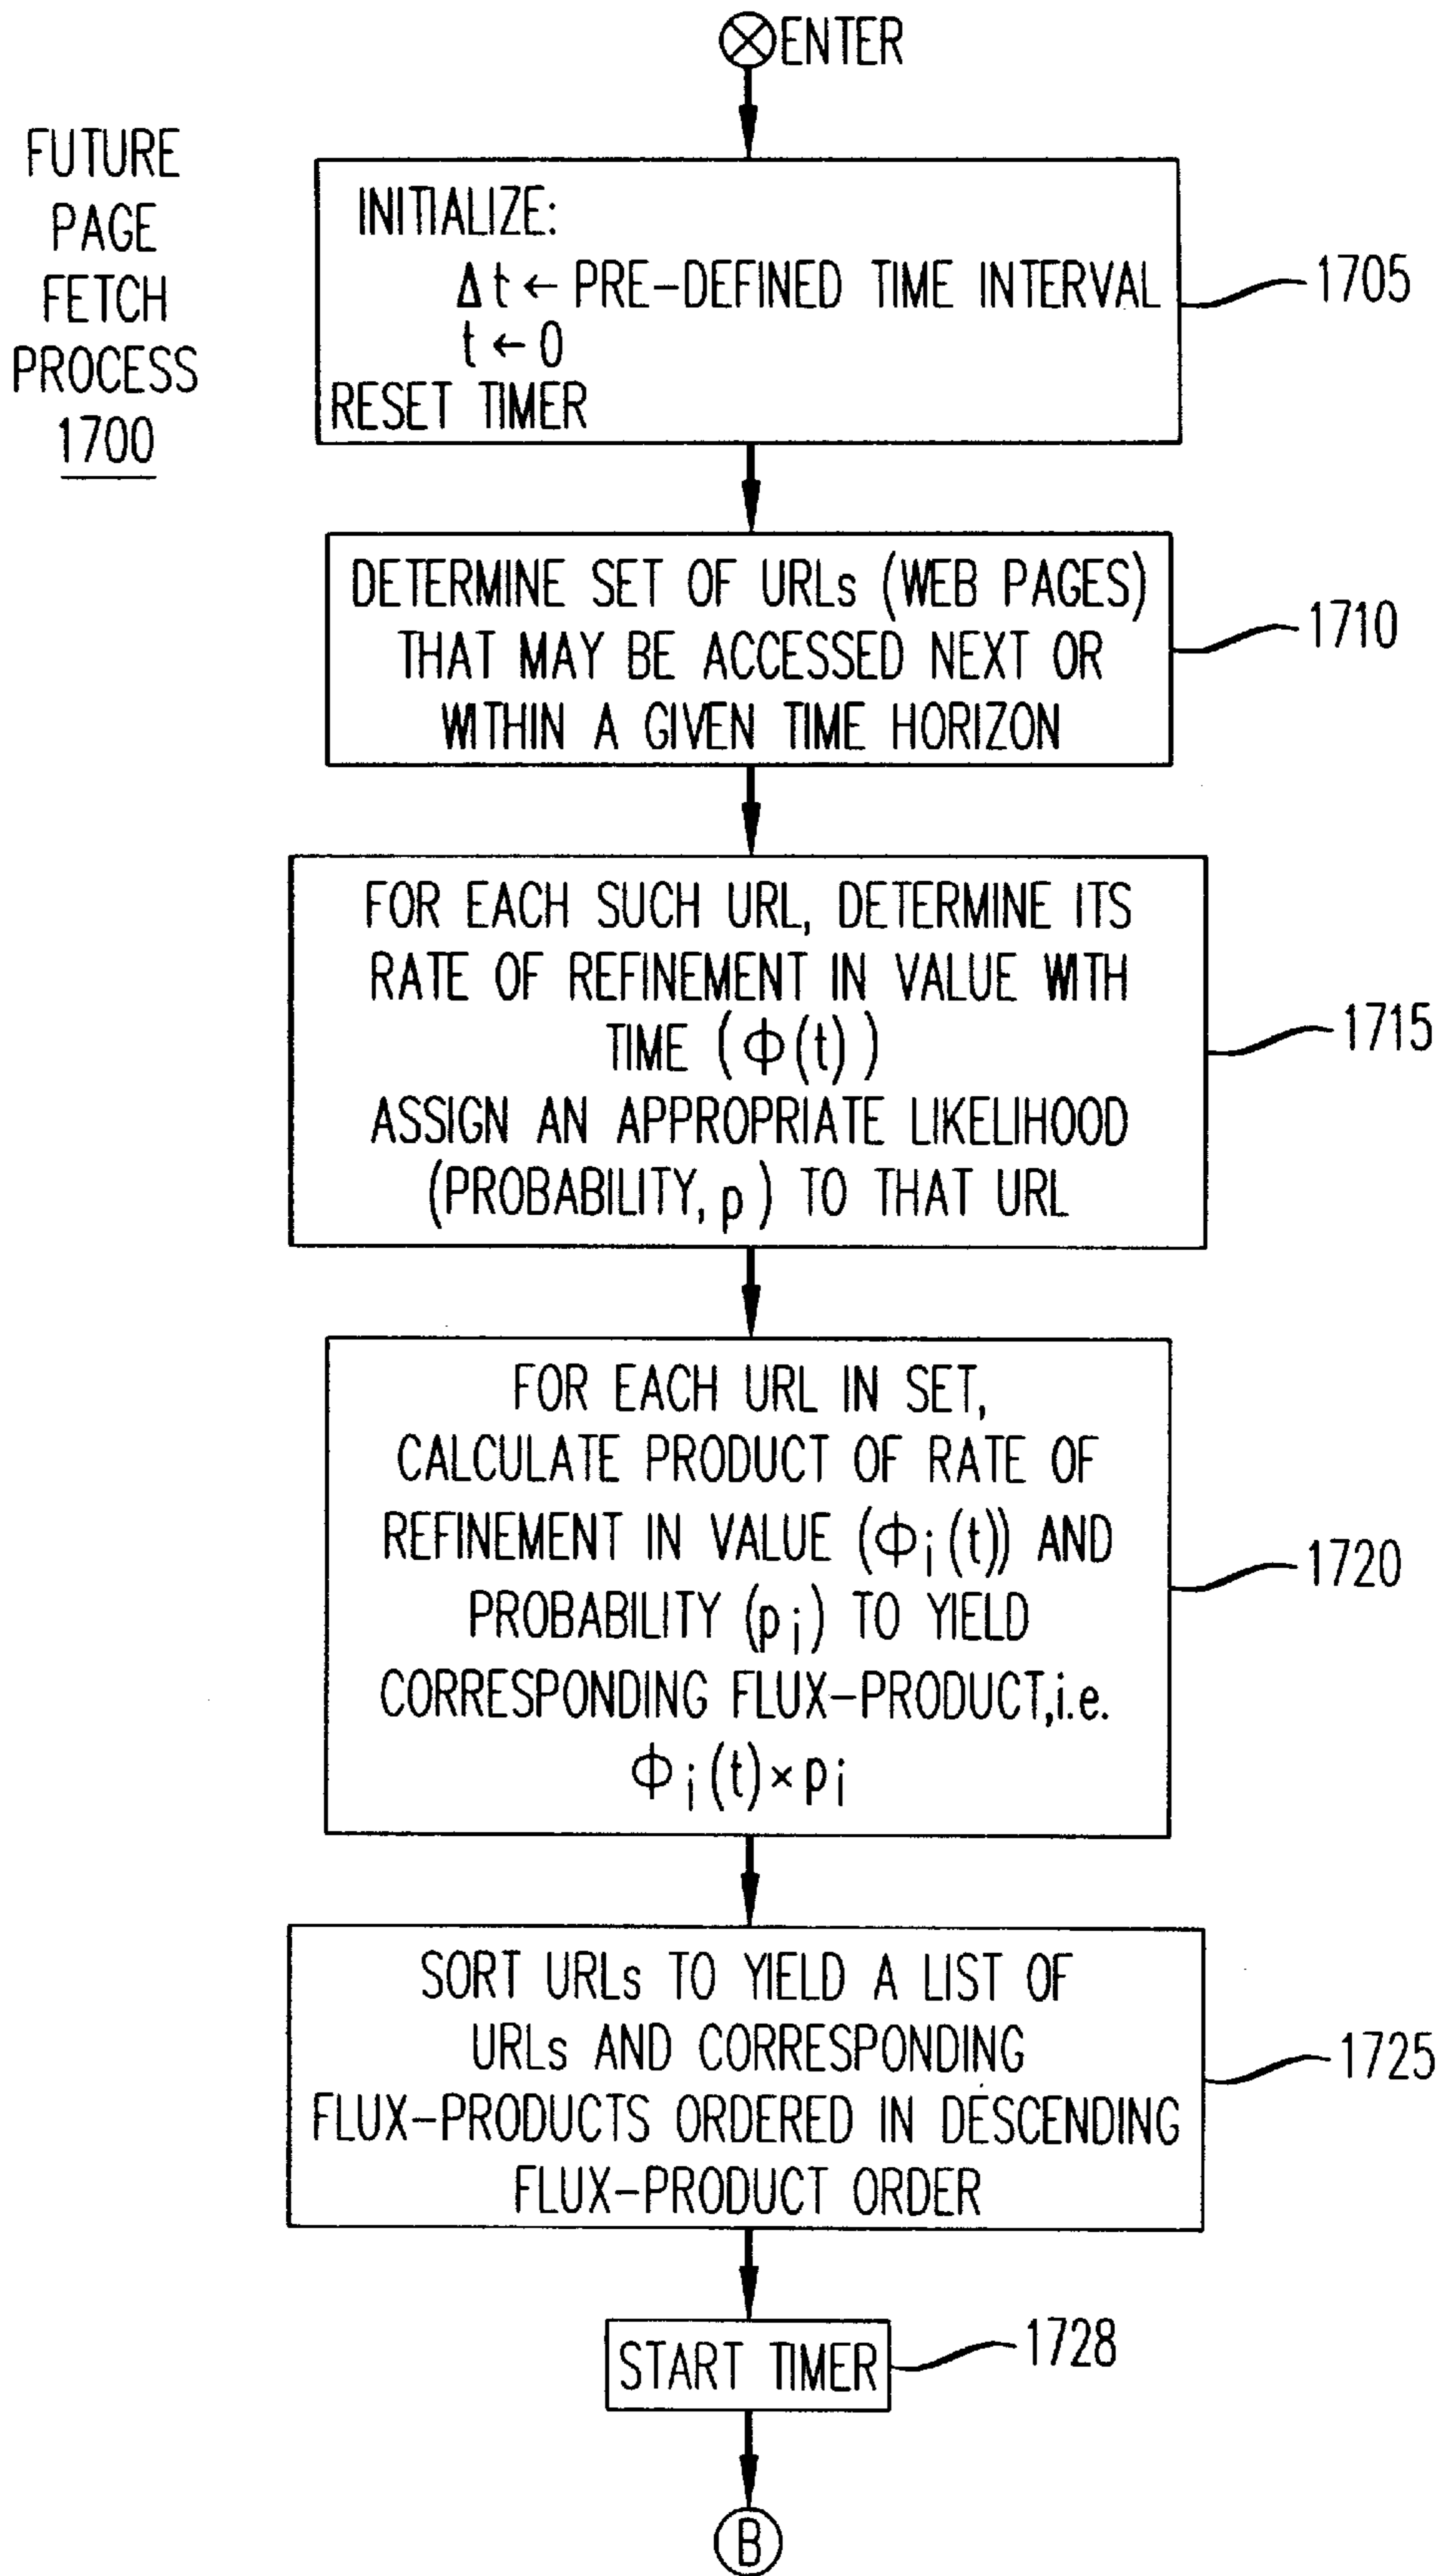 ENTER
FUTURE
PAGE
FETCH
PROCESS
1700
INITIALIZE:
Δt ← PRE-DEFINED TIME INTERVAL
t ← 0
RESET TIMER
1705
DETERMINE SET OF URLs (WEB PAGES)
THAT MAY BE ACCESSED NEXT OR
WITHIN A GIVEN TIME HORIZON
1710
FOR EACH SUCH URL, DETERMINE ITS
RATE OF REFINEMENT IN VALUE WITH
TIME (Φ(t))
ASSIGN AN APPROPRIATE LIKELIHOOD
(PROBABILITY, p) TO THAT URL
1715
FOR EACH URL IN SET,
CALCULATE PRODUCT OF RATE OF
REFINEMENT IN VALUE (Φi(t)) AND
PROBABILITY (pi) TO YIELD
CORRESPONDING FLUX-PRODUCT,i.e.
Φi(t)×pi
1720
SORT URLs TO YIELD A LIST OF
URLs AND CORRESPONDING
FLUX-PRODUCTS ORDERED IN DESCENDING
FLUX-PRODUCT ORDER
1725
START TIMER
1728
B